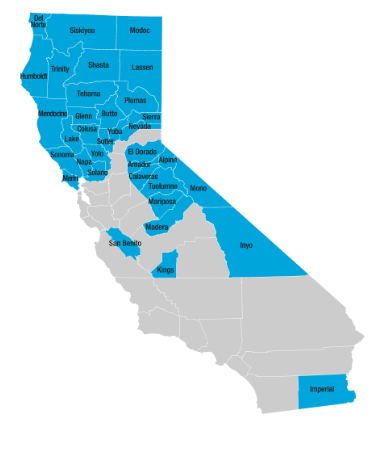 Del
Norte
Siskiyou
Modoc
Humboldt
Trinity
Shasta
Lassen
Tehama
Plumas
Mendocino
Glenn
Butte
Sierra
Nevada
Colusa
Yuba
Lake
Sutter
Sonoma
Yolo
Napa
El Dorado
Alpine
Amador
Solano
Marin
Calaveras
Tuolumne
Mono
Mariposa
Madera
San Benito
Inyo
Kings
Imperial